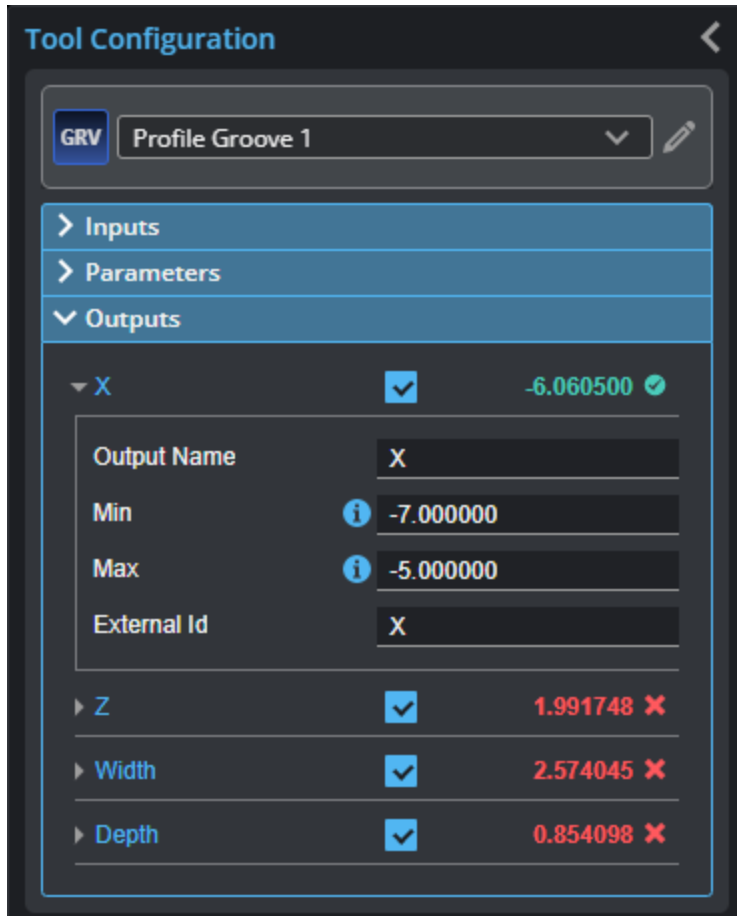 Tool Configuration
GRV Profile Groove 1
Inputs
Parameters
Outputs
X -6.060500
Output Name X
Min -7.000000
Max -5.000000
External Id X
Z 1.991748
Width 2.574045
Depth 0.854098